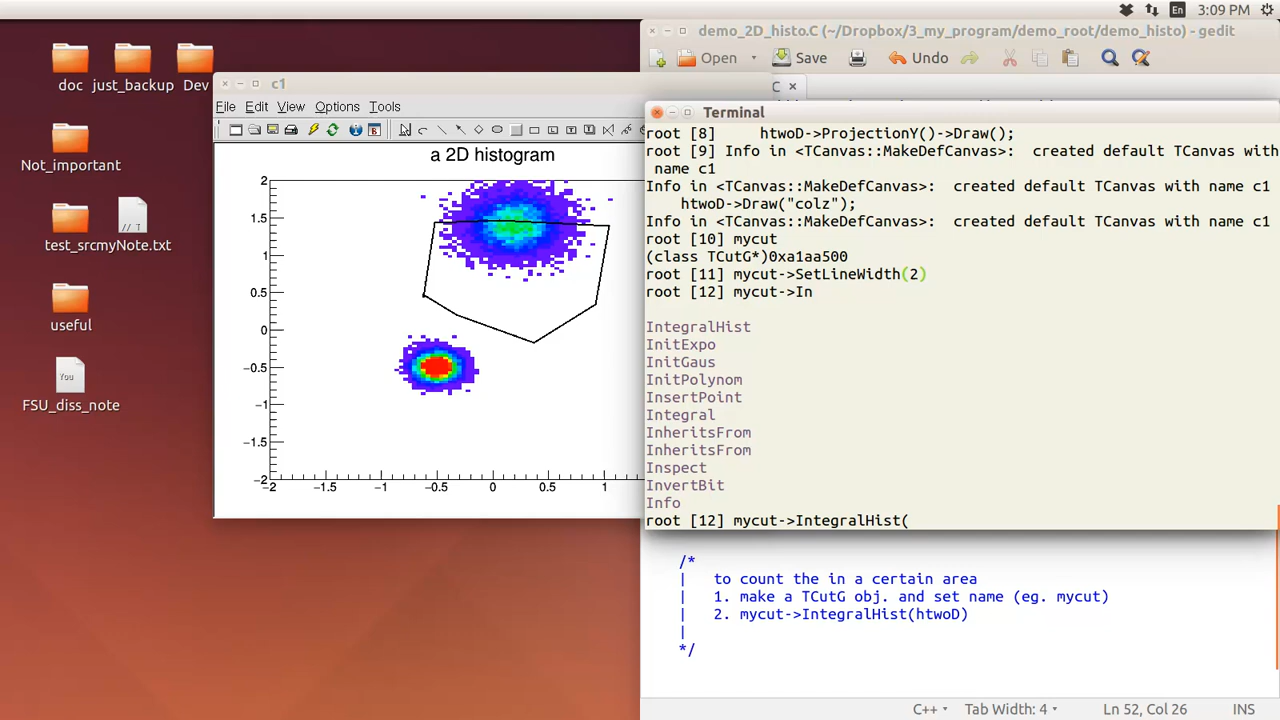 En 3:09 PM
demo_2D_histo.C (~/Dropbox/3_my_program/demo_root/demo_histo) - gedit
Open Save Undo
doc just_backup Dev
Not_important
test_srcmyNote.txt
// T
useful
You
FSU_diss_note
c1
File Edit View Options Tools
a 2D histogram
2
1.5
1
0.5
0
−0.5
−1
−1.5
−2
−2 −1.5 −1 −0.5 0 0.5 1
C ×
Terminal
root [8] htwoD->ProjectionY()->Draw();
root [9] Info in <TCanvas::MakeDefCanvas>: created default TCanvas with
name c1
Info in <TCanvas::MakeDefCanvas>: created default TCanvas with name c1
htwoD->Draw("colz");
Info in <TCanvas::MakeDefCanvas>: created default TCanvas with name c1
root [10] mycut
(class TCutG*)0xa1aa500
root [11] mycut->SetLineWidth(2)
root [12] mycut->In
IntegralHist
InitExpo
InitGaus
InitPolynom
InsertPoint
Integral
InheritsFrom
InheritsFrom
Inspect
InvertBit
Info
root [12] mycut->IntegralHist(
/*
| to count the in a certain area
| 1. make a TCutG obj. and set name (eg. mycut)
| 2. mycut->IntegralHist(htwoD)
|
*/
C++ Tab Width: 4 Ln 52, Col 26 INS